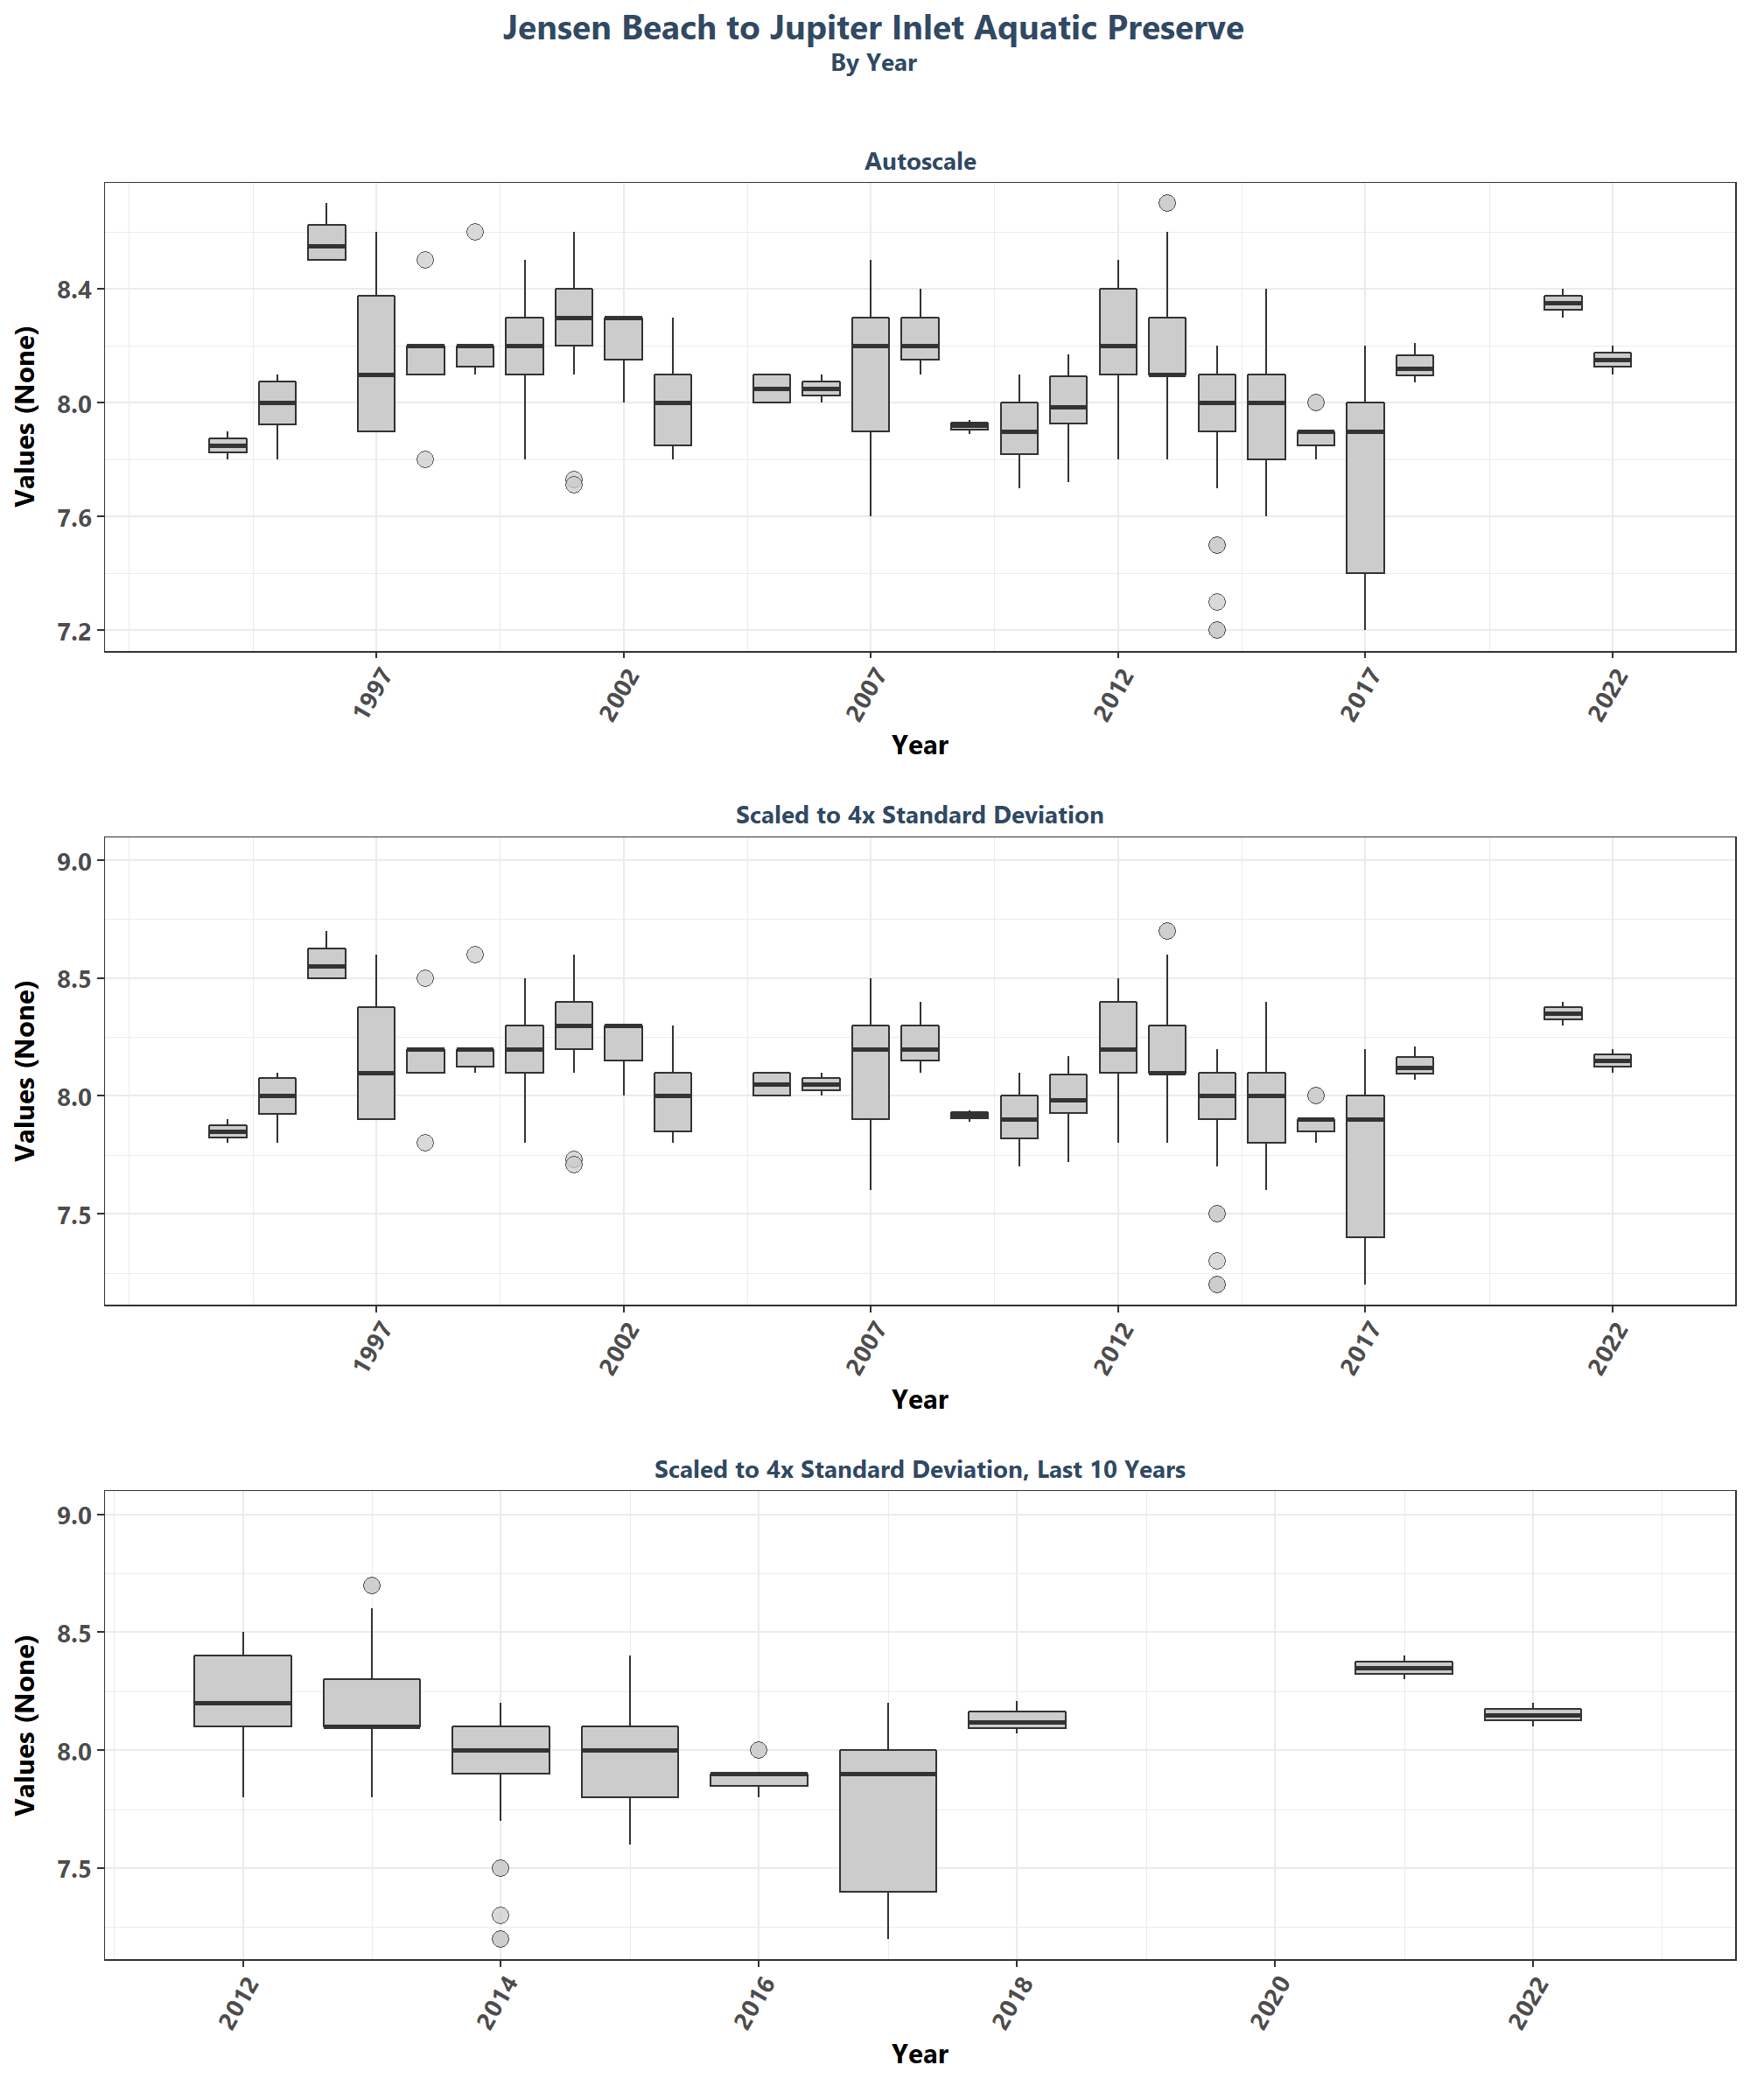 Jensen Beach to Jupiter Inlet Aquatic Preserve
By Year
Autoscale
Values (None)
8.4
8.0
7.6
7.2
1997
2002
2007
2012
2017
2022
Year
Scaled to 4x Standard Deviation
Values (None)
9.0
8.5
8.0
7.5
1997
2002
2007
2012
2017
2022
Year
Scaled to 4x Standard Deviation, Last 10 Years
Values (None)
9.0
8.5
8.0
7.5
2012
2014
2016
2018
2020
2022
Year